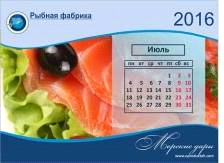 Рыбная фабрика
2016
Июль
пн вт ср чт пт сб вс
1 2 3
4 5 6 7 8 9 10
11 12 13 14 15 16 17
18 19 20 21 22 23 24
25 26 27 28 29 30 31
Морские дары